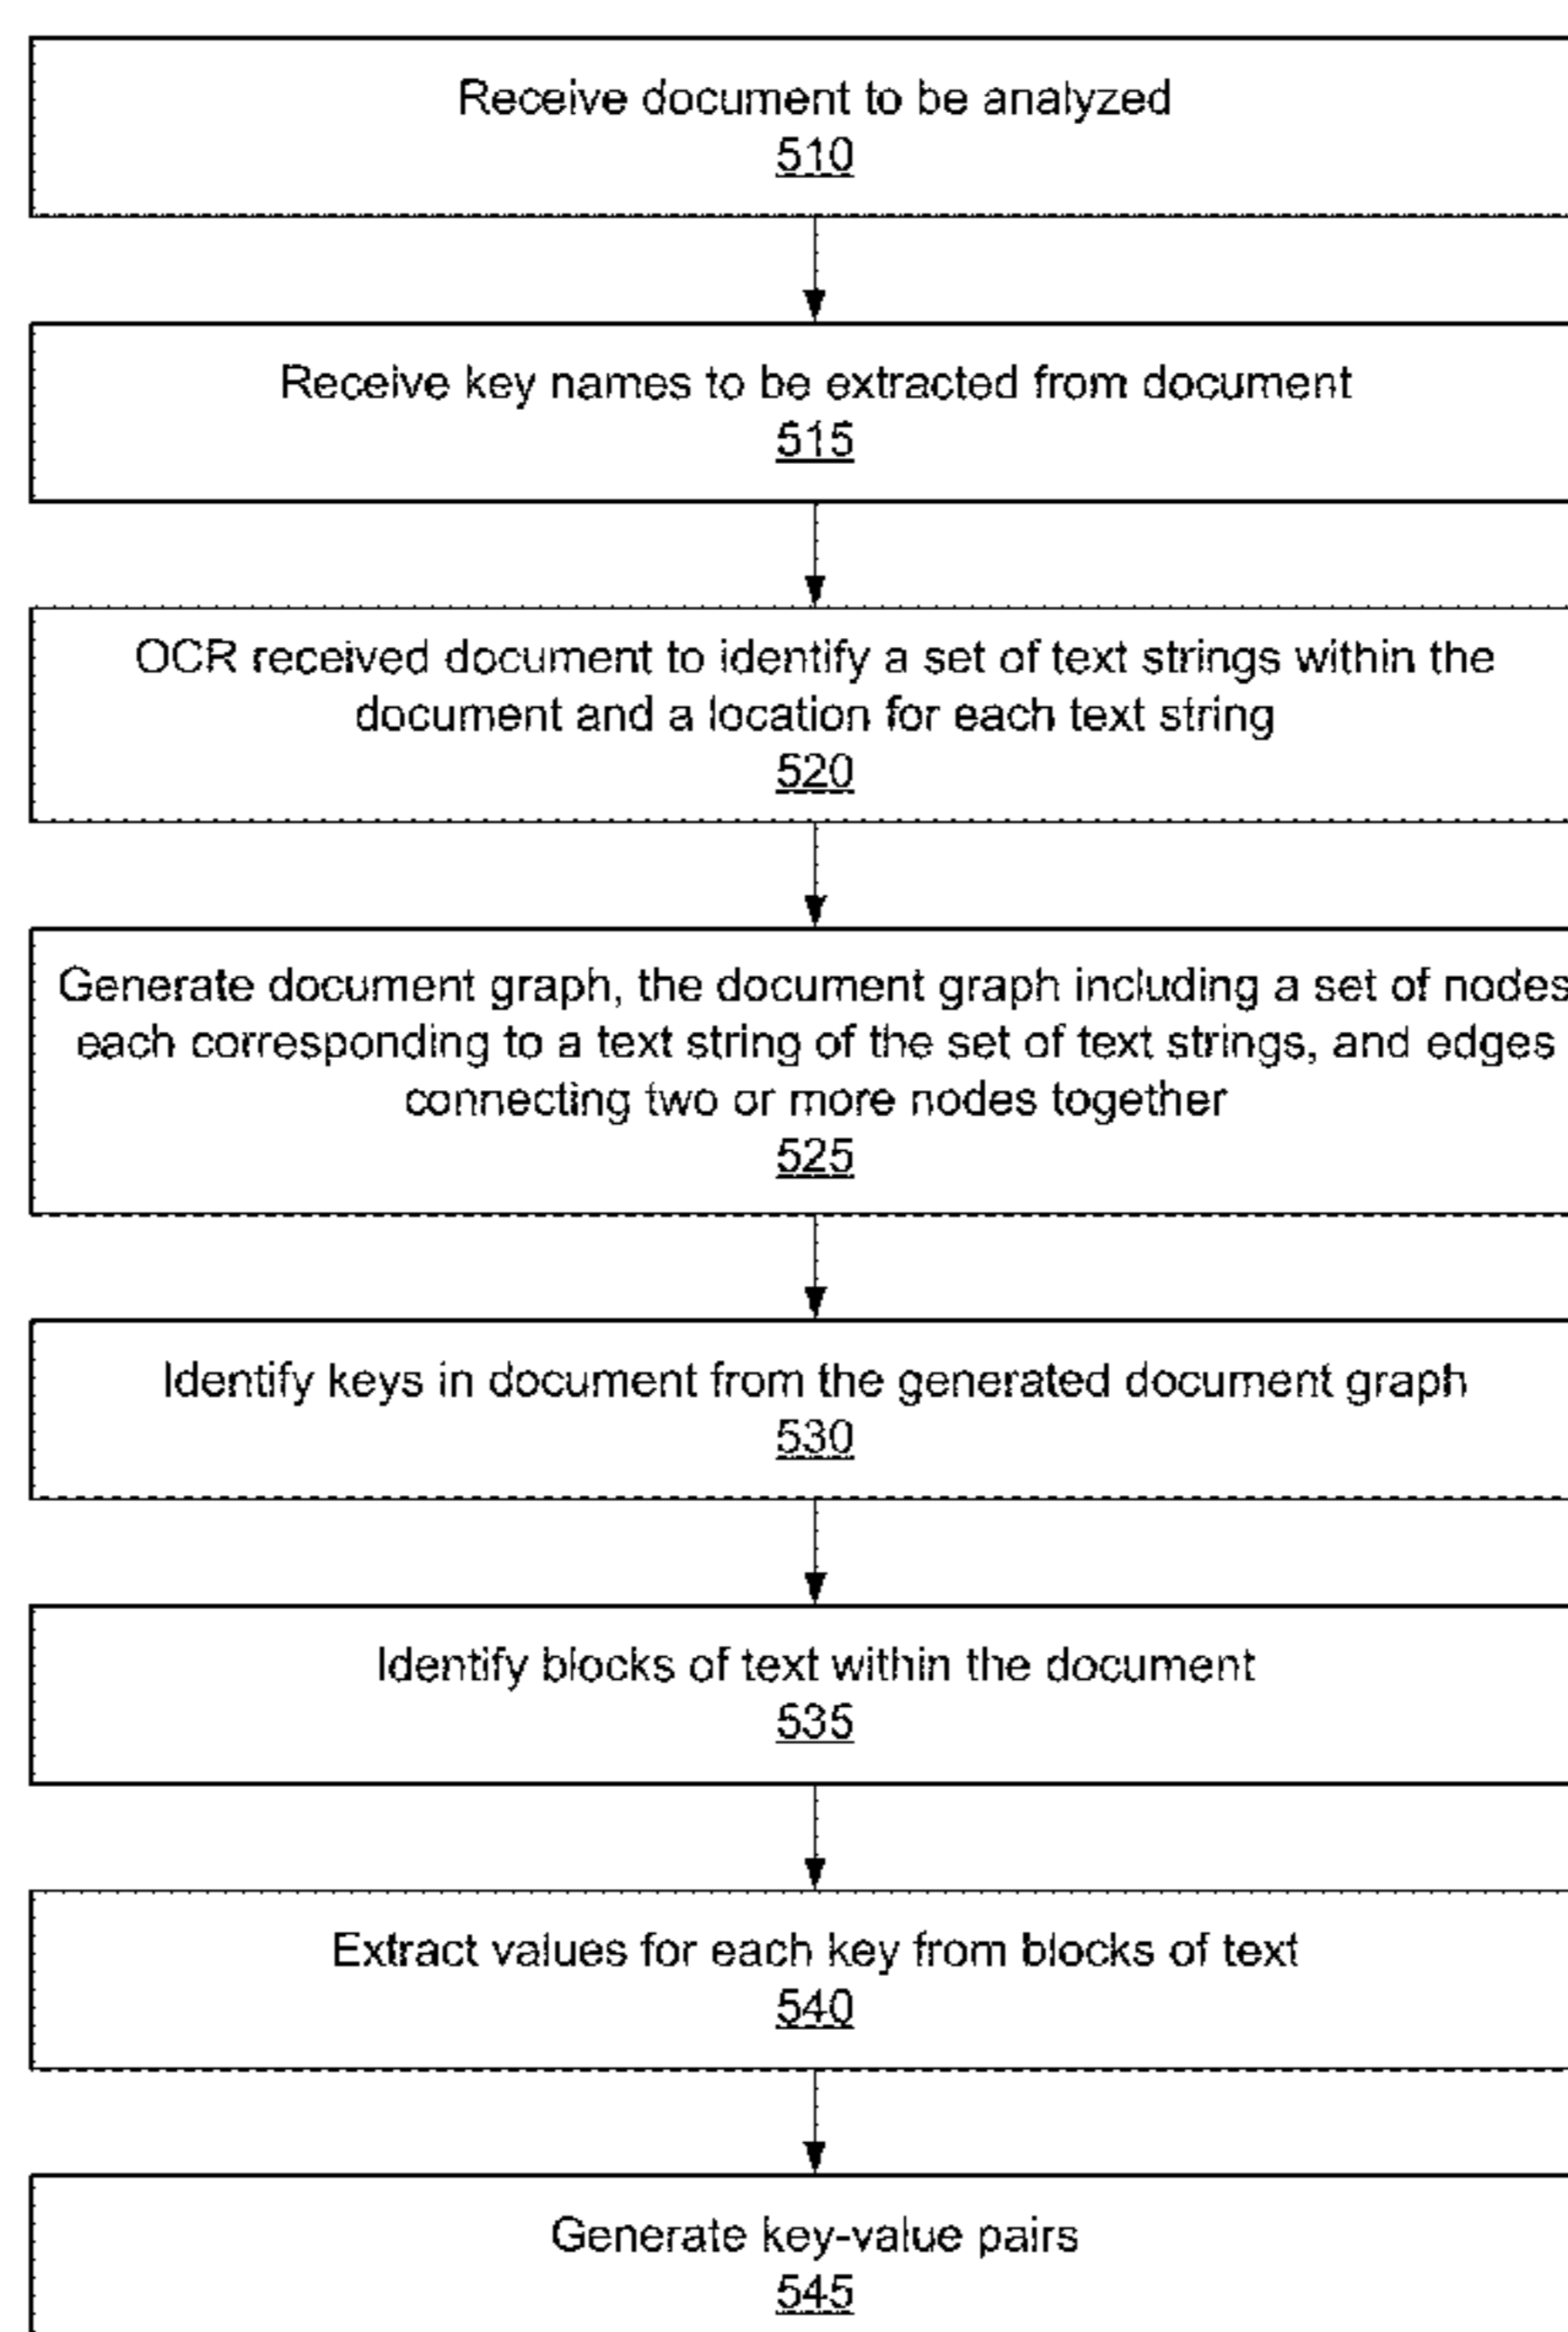 Receive document to be analyzed
510
Receive key names to be extracted from document
515
OCR received document to identify a set of text strings within the
document and a location for each text string
520
Generate document graph, the document graph including a set of nodes
each corresponding to a text string of the set of text strings, and edges
connecting two or more nodes together
525
Identify keys in document from the generated document graph
530
Identify blocks of text within the document
535
Extract values for each key from blocks of text
540
Generate key-value pairs
545